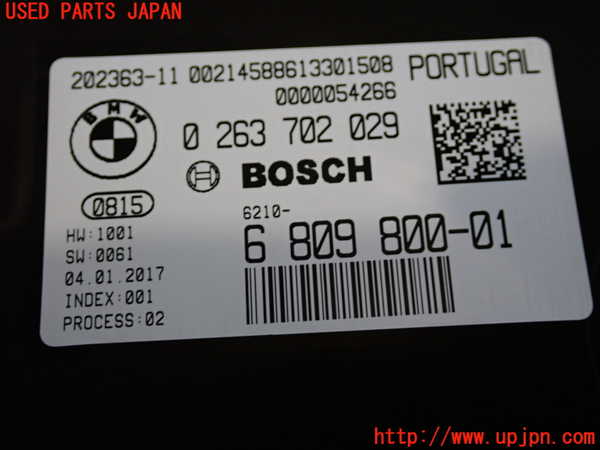 USED PARTS JAPAN
202363-11 00214588613301508 PORTUGAL
0000054266
BMW
0 263 702 029
BOSCH
0815
6210-
6 809 800-01
HW:1001
SW:0061
04.01.2017
INDEX:001
PROCESS:02
http://www.upjpn.com